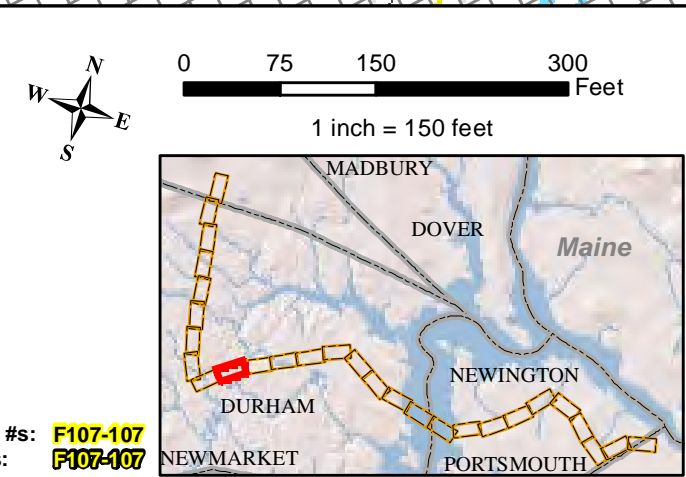 N
W
E
S
0 75 150 300
Feet
1 inch = 150 feet
MADBURY
DOVER
Maine
NEWINGTON
DURHAM
#s: F107-107
s: F107-107
NEWMARKET
PORTSMOUTH